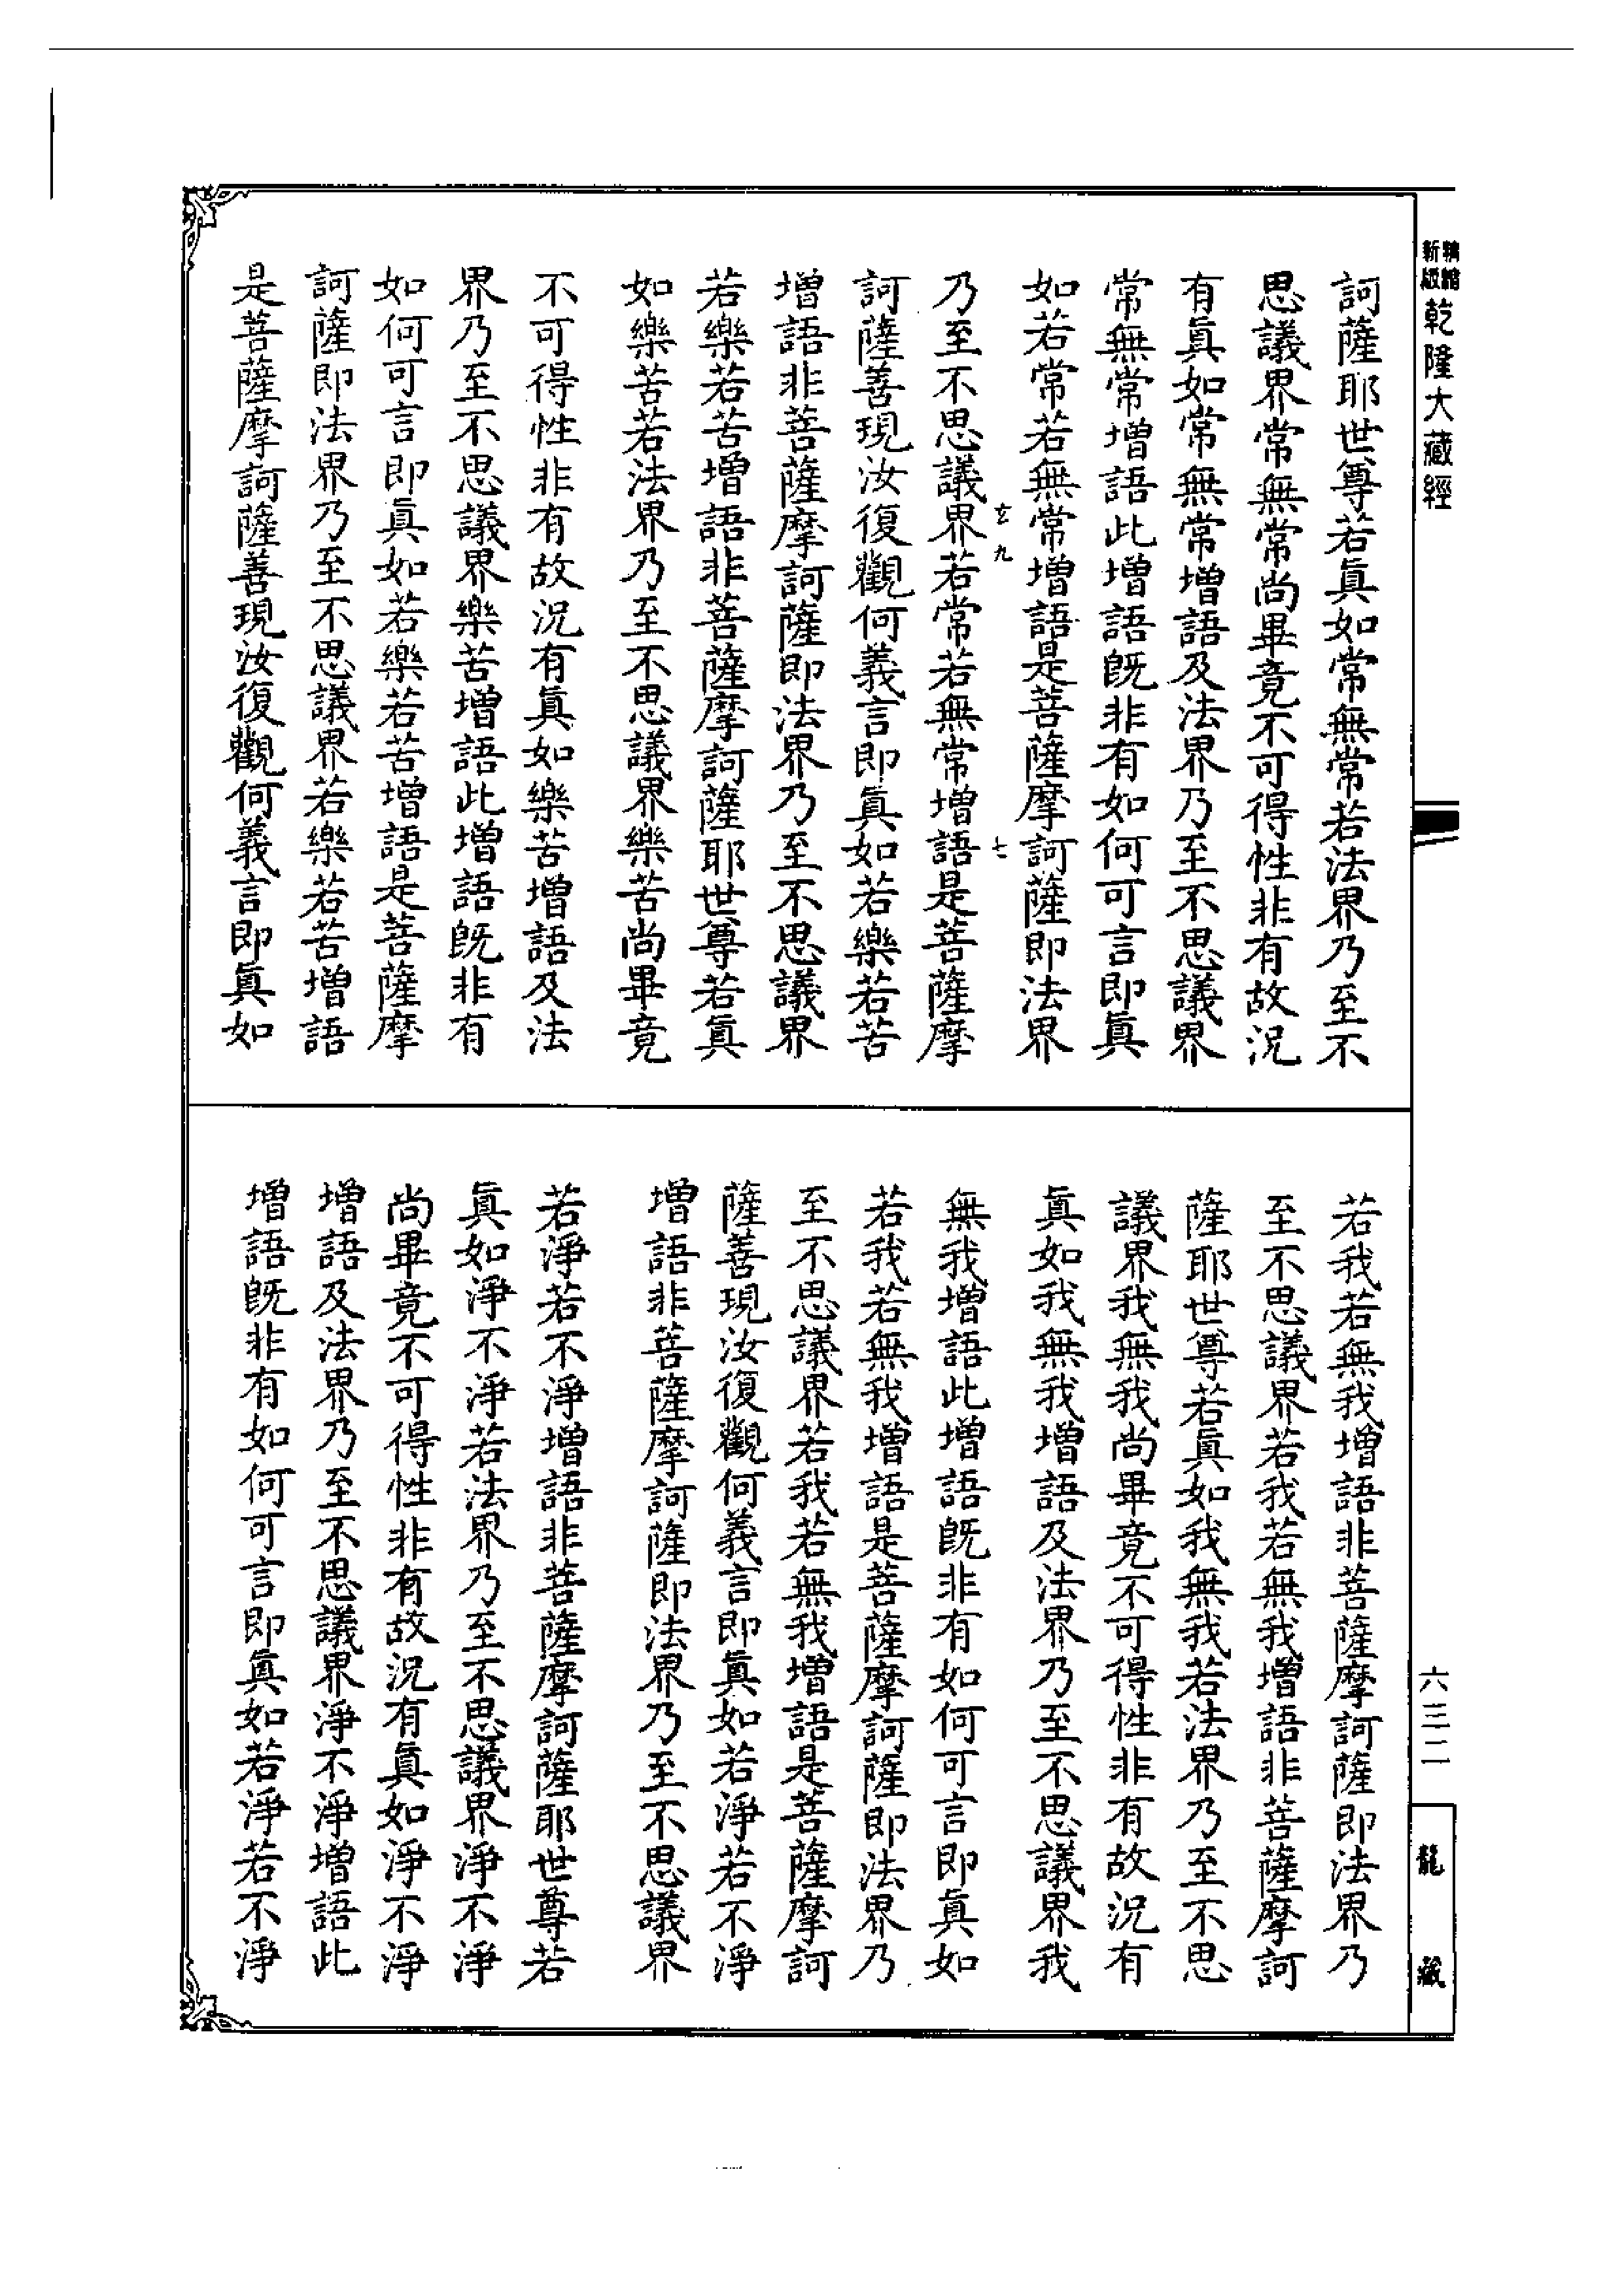 精縮新版乾隆大藏經
訶薩耶世尊若眞如常無常若法界乃至不
思議界常無常尚畢竟不可得性非有故況
有眞如常無常增語及法界乃至不思議界
常無常增語此增語旣非有如何可言即眞
如若常若無常增語是菩薩摩訶薩即法界
玄九 七
乃至不思議界若常若無常增語是菩薩摩
訶薩善現汝復觀何義言即眞如若樂若苦
增語非菩薩摩訶薩即法界乃至不思議界
若樂若苦增語非菩薩摩訶薩耶世尊若眞
如樂苦若法界乃至不思議界樂苦尚畢竟
不可得性非有故況有眞如樂苦增語及法
界乃至不思議界樂苦增語此增語旣非有
如何可言即眞如若樂若苦增語是菩薩摩
訶薩即法界乃至不思議界若樂若苦增語
是菩薩摩訶薩善現汝復觀何義言即眞如
若我若無我增語非菩薩摩訶薩即法界乃
至不思議界若我若無我增語非菩薩摩訶
薩耶世尊若眞如我無我若法界乃至不思
議界我無我尚畢竟不可得性非有故況有
眞如我無我增語及法界乃至不思議界我
無我增語此增語旣非有如何可言即眞如
若我若無我增語是菩薩摩訶薩即法界乃
至不思議界若我若無我增語是菩薩摩訶
薩善現汝復觀何義言即眞如若淨若不淨
增語非菩薩摩訶薩即法界乃至不思議界
若淨若不淨增語非菩薩摩訶薩耶世尊若
眞如淨不淨若法界乃至不思議界淨不淨
尚畢竟不可得性非有故況有眞如淨不淨
增語及法界乃至不思議界淨不淨增語此
增語旣非有如何可言即眞如若淨若不淨
六三二
龍藏